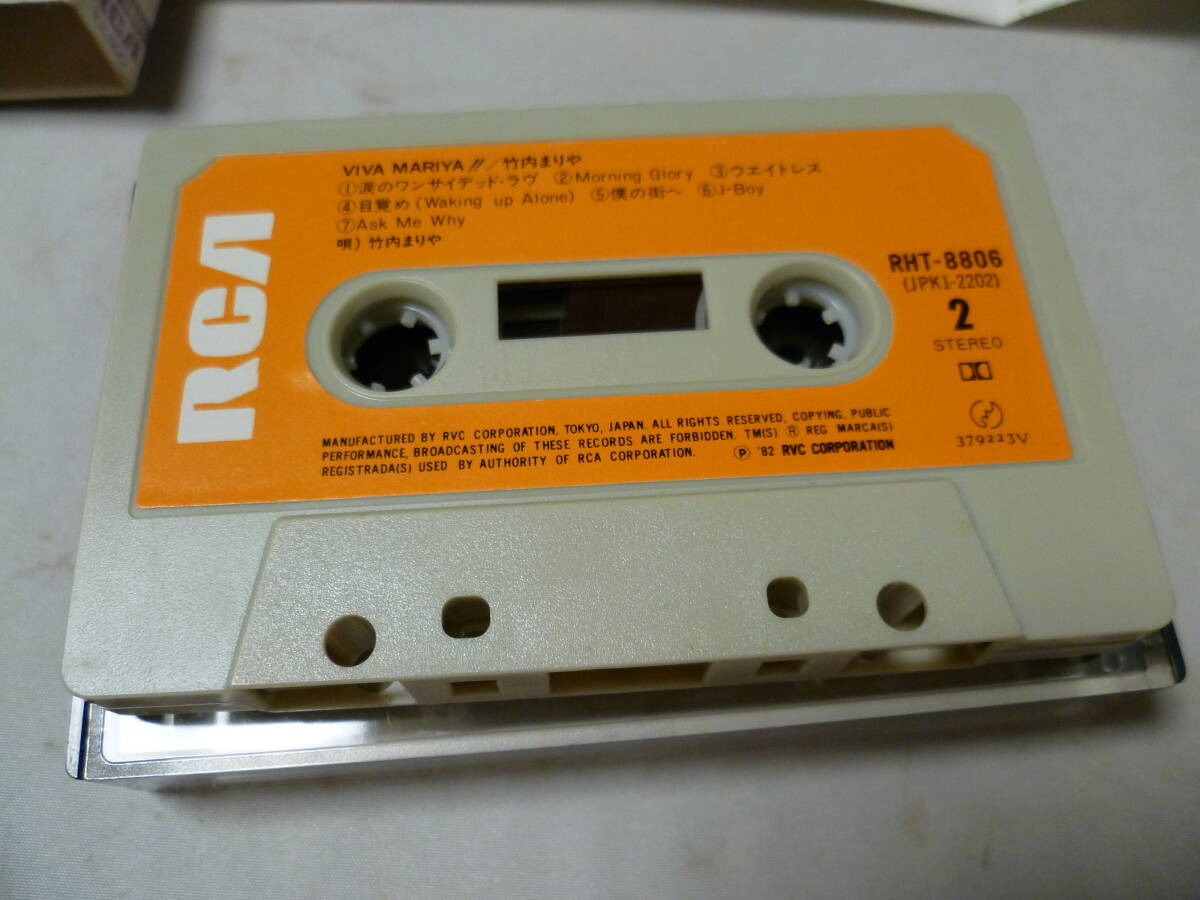 VIVA MARIYA!!／竹内まりや
①涙のワンサイデッド・ラヴ ②Morning Glory ③ウエイトレス
④目覚め(Waking up Alone) ⑤僕の街へ ⑥J-Boy
⑦Ask Me Why
唄) 竹内まりや
RCA
RHT-8806
(JPK1-2202)
2
STEREO
379223V
MANUFACTURED BY RVC CORPORATION, TOKYO, JAPAN. ALL RIGHTS RESERVED, COPYING, PUBLIC
PERFORMANCE, BROADCASTING OF THESE RECORDS ARE FORBIDDEN. TM(S) Ⓡ REG MARCA(S)
REGISTRADA(S) USED BY AUTHORITY OF RCA CORPORATION. Ⓟ '82 RVC CORPORATION